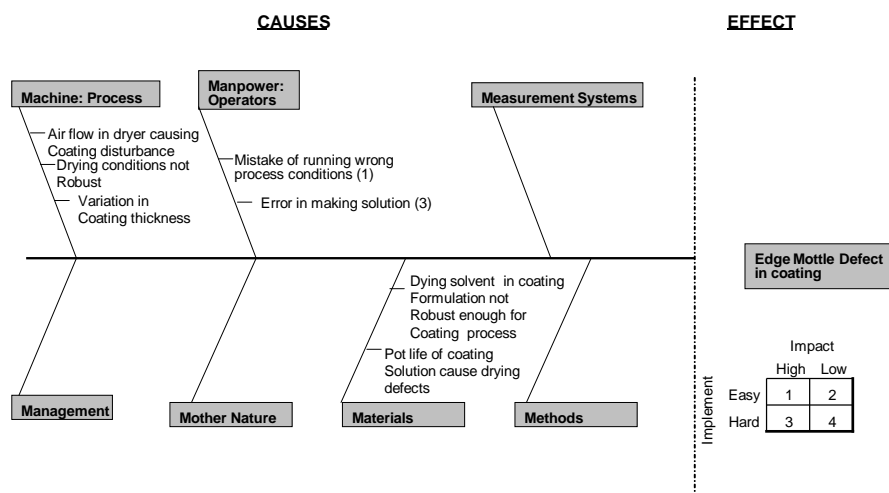 CAUSES
EFFECT
Machine: Process
Manpower:
Operators
Measurement Systems
Air flow in dryer causing
Coating disturbance
Drying conditions not
Robust
Variation in
Coating thickness
Mistake of running wrong
process conditions (1)
Error in making solution (3)
Edge Mottle Defect
in coating
Dying solvent in coating
Formulation not
Robust enough for
Coating process
Pot life of coating
Solution cause drying
defects
Management
Mother Nature
Materials
Methods
Impact
High Low
Implement
Easy 1 2
Hard 3 4